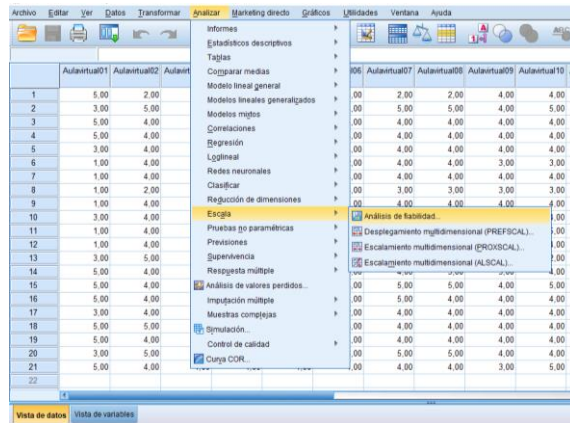 Archivo Editar Ver Datos Transformar Analizar Marketing directo Gráficos Utilidades Ventana Ayuda
Informes
Estadísticos descriptivos
Tablas
Comparar medias
Modelo lineal general
Modelos lineales generalizados
Modelos mixtos
Correlaciones
Regresión
Loglineal
Redes neuronales
Clasificar
Reducción de dimensiones
Escala
Pruebas no paramétricas
Previsiones
Supervivencia
Respuesta múltiple
Análisis de valores perdidos...
Imputación múltiple
Muestras complejas
Simulación...
Control de calidad
Curva COR...
Análisis de fiabilidad...
Desplegamiento multidimensional (PREFSCAL)...
Escalamiento multidimensional (PROXSCAL)...
Escalamiento multidimensional (ALSCAL)...
Aulavirtual01 Aulavirtual02 Aulavirt l06 Aulavirtual07 Aulavirtual08 Aulavirtual09 Aulavirtual10
1 5,00 2,00 ,00 2,00 2,00 4,00 4,00
2 3,00 5,00 ,00 5,00 5,00 4,00 5,00
3 5,00 4,00 ,00 4,00 4,00 4,00 4,00
4 5,00 4,00 ,00 4,00 4,00 4,00 4,00
5 3,00 4,00 ,00 4,00 4,00 4,00 4,00
6 1,00 4,00 ,00 4,00 4,00 3,00 3,00
7 1,00 4,00 ,00 4,00 4,00 4,00 4,00
8 1,00 2,00 ,00 3,00 3,00 3,00 2,00
9 1,00 4,00 ,00 4,00 4,00 4,00 4,00
10 3,00 4,00
11 1,00 4,00
12 1,00 4,00
13 3,00 5,00
14 5,00 4,00
15 5,00 4,00 ,00 5,00 5,00 4,00 5,00
16 5,00 4,00 ,00 4,00 4,00 4,00 4,00
17 3,00 4,00 ,00 4,00 4,00 4,00 4,00
18 5,00 5,00 ,00 4,00 4,00 4,00 4,00
19 5,00 4,00 ,00 4,00 4,00 4,00 4,00
20 3,00 5,00 ,00 5,00 5,00 4,00 4,00
21 5,00 4,00 ,00 4,00 4,00 3,00 5,00
22
Vista de datos Vista de variables